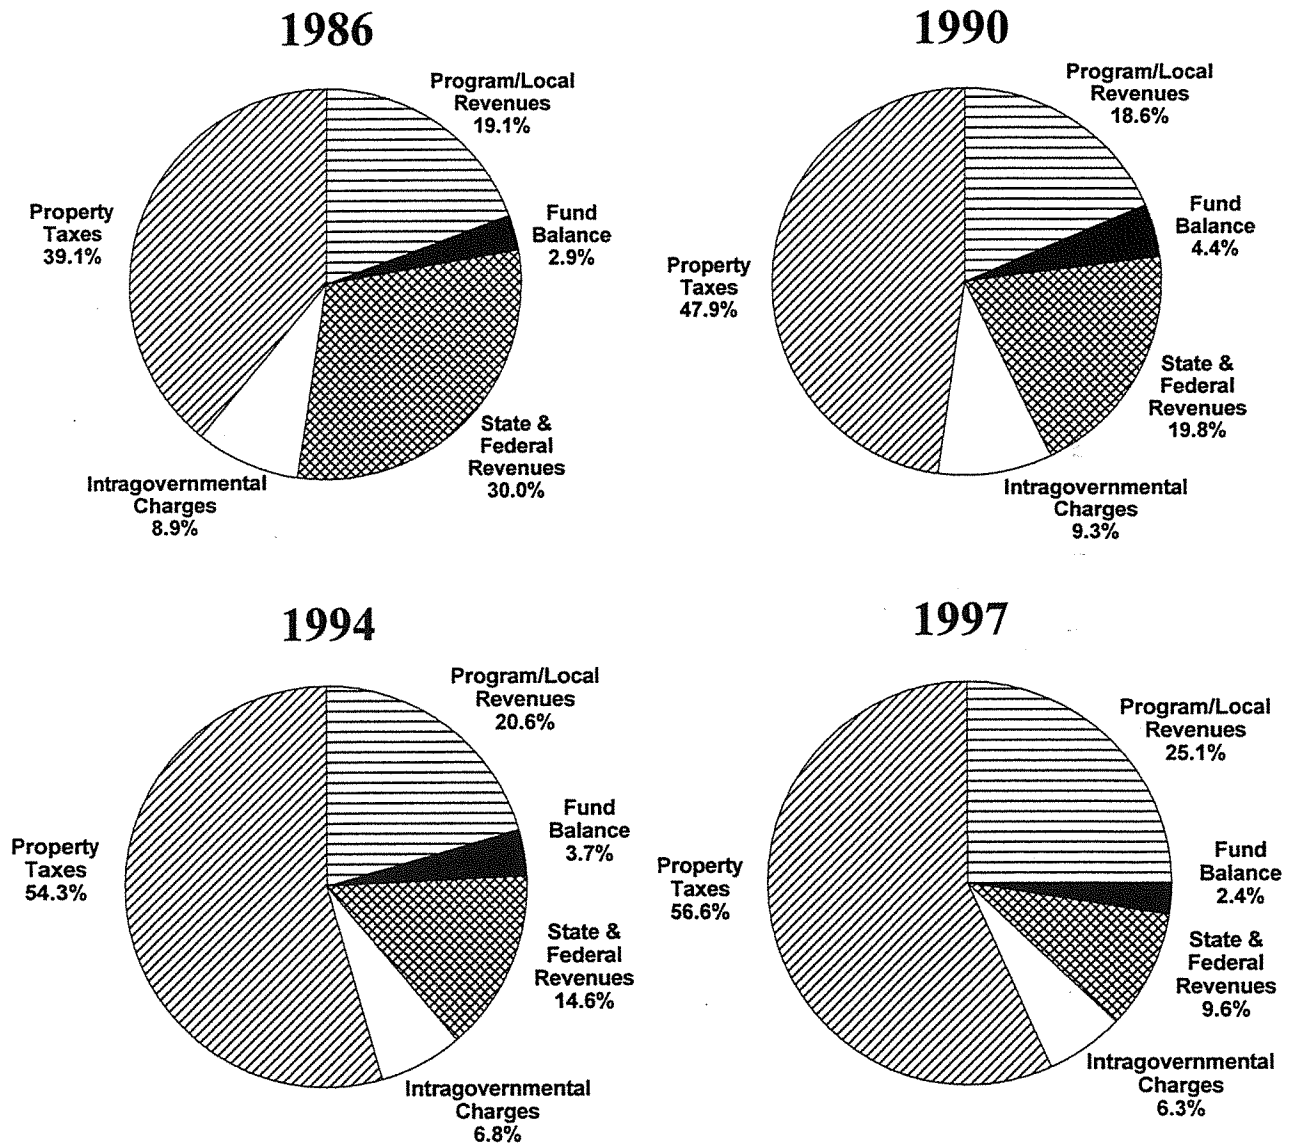 1986
Program/Local
Revenues
19.1%
Fund
Balance
2.9%
State &
Federal
Revenues
30.0%
Intragovernmental
Charges
8.9%
Property
Taxes
39.1%
1990
Program/Local
Revenues
18.6%
Fund
Balance
4.4%
State &
Federal
Revenues
19.8%
Intragovernmental
Charges
9.3%
Property
Taxes
47.9%
1994
Program/Local
Revenues
20.6%
Fund
Balance
3.7%
State &
Federal
Revenues
14.6%
Intragovernmental
Charges
6.8%
Property
Taxes
54.3%
1997
Program/Local
Revenues
25.1%
Fund
Balance
2.4%
State &
Federal
Revenues
9.6%
Intragovernmental
Charges
6.3%
Property
Taxes
56.6%